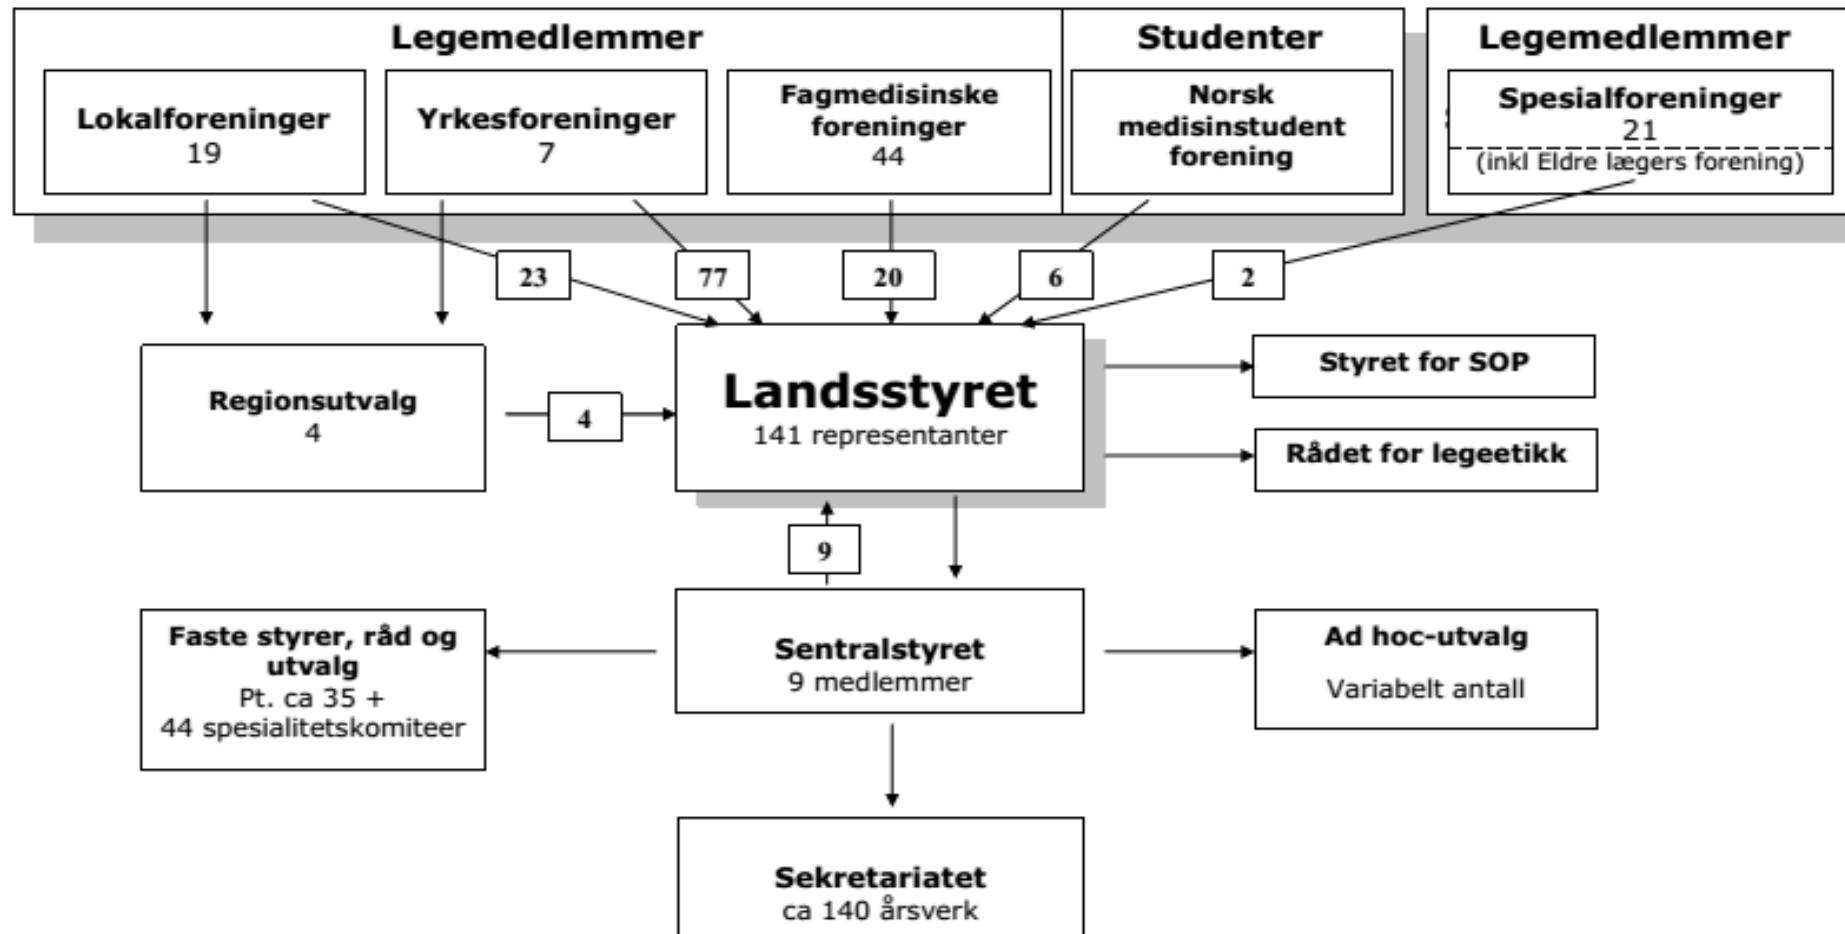 Legemedlemmer
Studenter
Legemedlemmer
Lokalforeninger
19
Yrkesforeninger
7
Fagmedisinske
foreninger
44
Norsk
medisinstudent
forening
Spesialforeninger
21
(inkl Eldre lægers forening)
23
77
20
6
2
Regionsutvalg
4
4
Landsstyret
141 representanter
Styret for SOP
Rådet for legeetikk
9
Faste styrer, råd og
utvalg
Pt. ca 35 +
44 spesialitetskomiteer
Sentralstyret
9 medlemmer
Ad hoc-utvalg
Variabelt antall
Sekretariatet
ca 140 årsverk